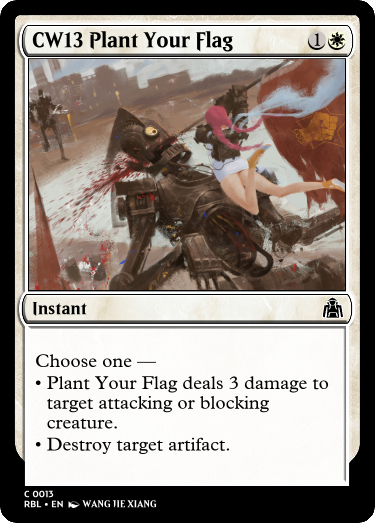 CW13 Plant Your Flag 1
Instant
Choose one —
• Plant Your Flag deals 3 damage to
target attacking or blocking
creature.
• Destroy target artifact.
C 0013
RBL • EN WANG JIE XIANG